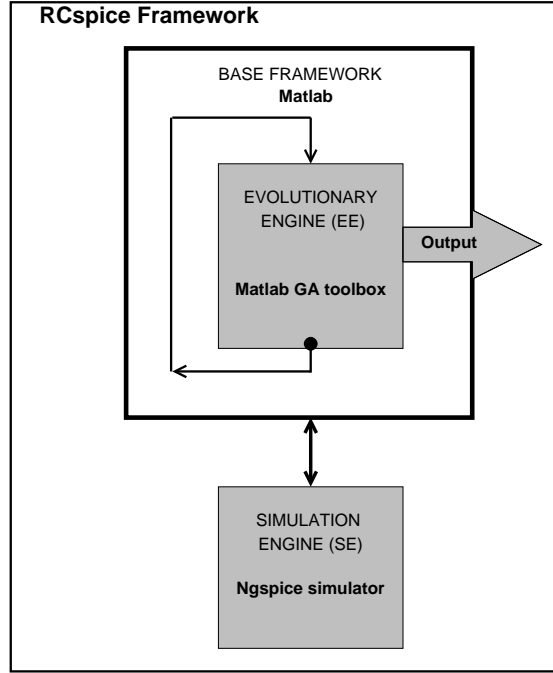 RCspice Framework
BASE FRAMEWORK
Matlab
EVOLUTIONARY
ENGINE (EE)
Matlab GA toolbox
Output
SIMULATION
ENGINE (SE)
Ngspice simulator